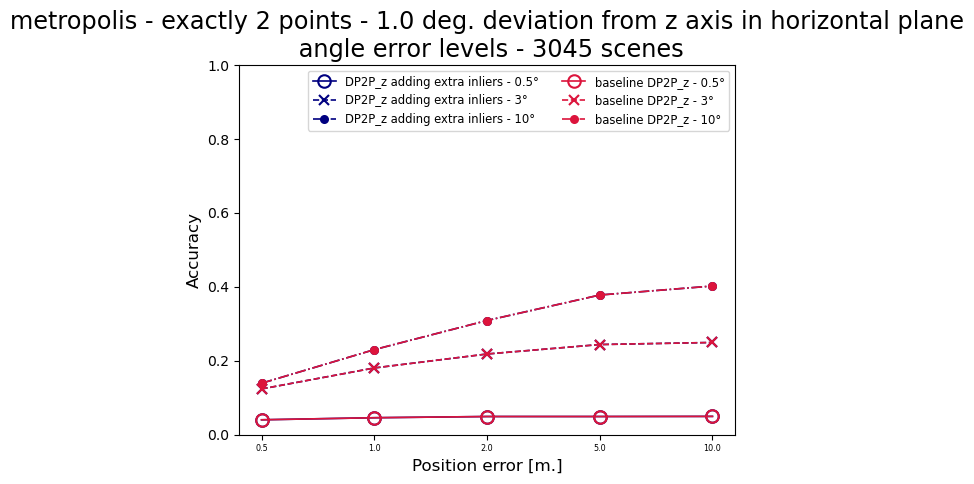 metropolis - exactly 2 points - 1.0 deg. deviation from z axis in horizontal plane
angle error levels - 3045 scenes
DP2P_z adding extra inliers - 0.5°
DP2P_z adding extra inliers - 3°
DP2P_z adding extra inliers - 10°
baseline DP2P_z - 0.5°
baseline DP2P_z - 3°
baseline DP2P_z - 10°
Accuracy
1.0
0.8
0.6
0.4
0.2
0.0
0.5
1.0
2.0
5.0
10.0
Position error [m.]